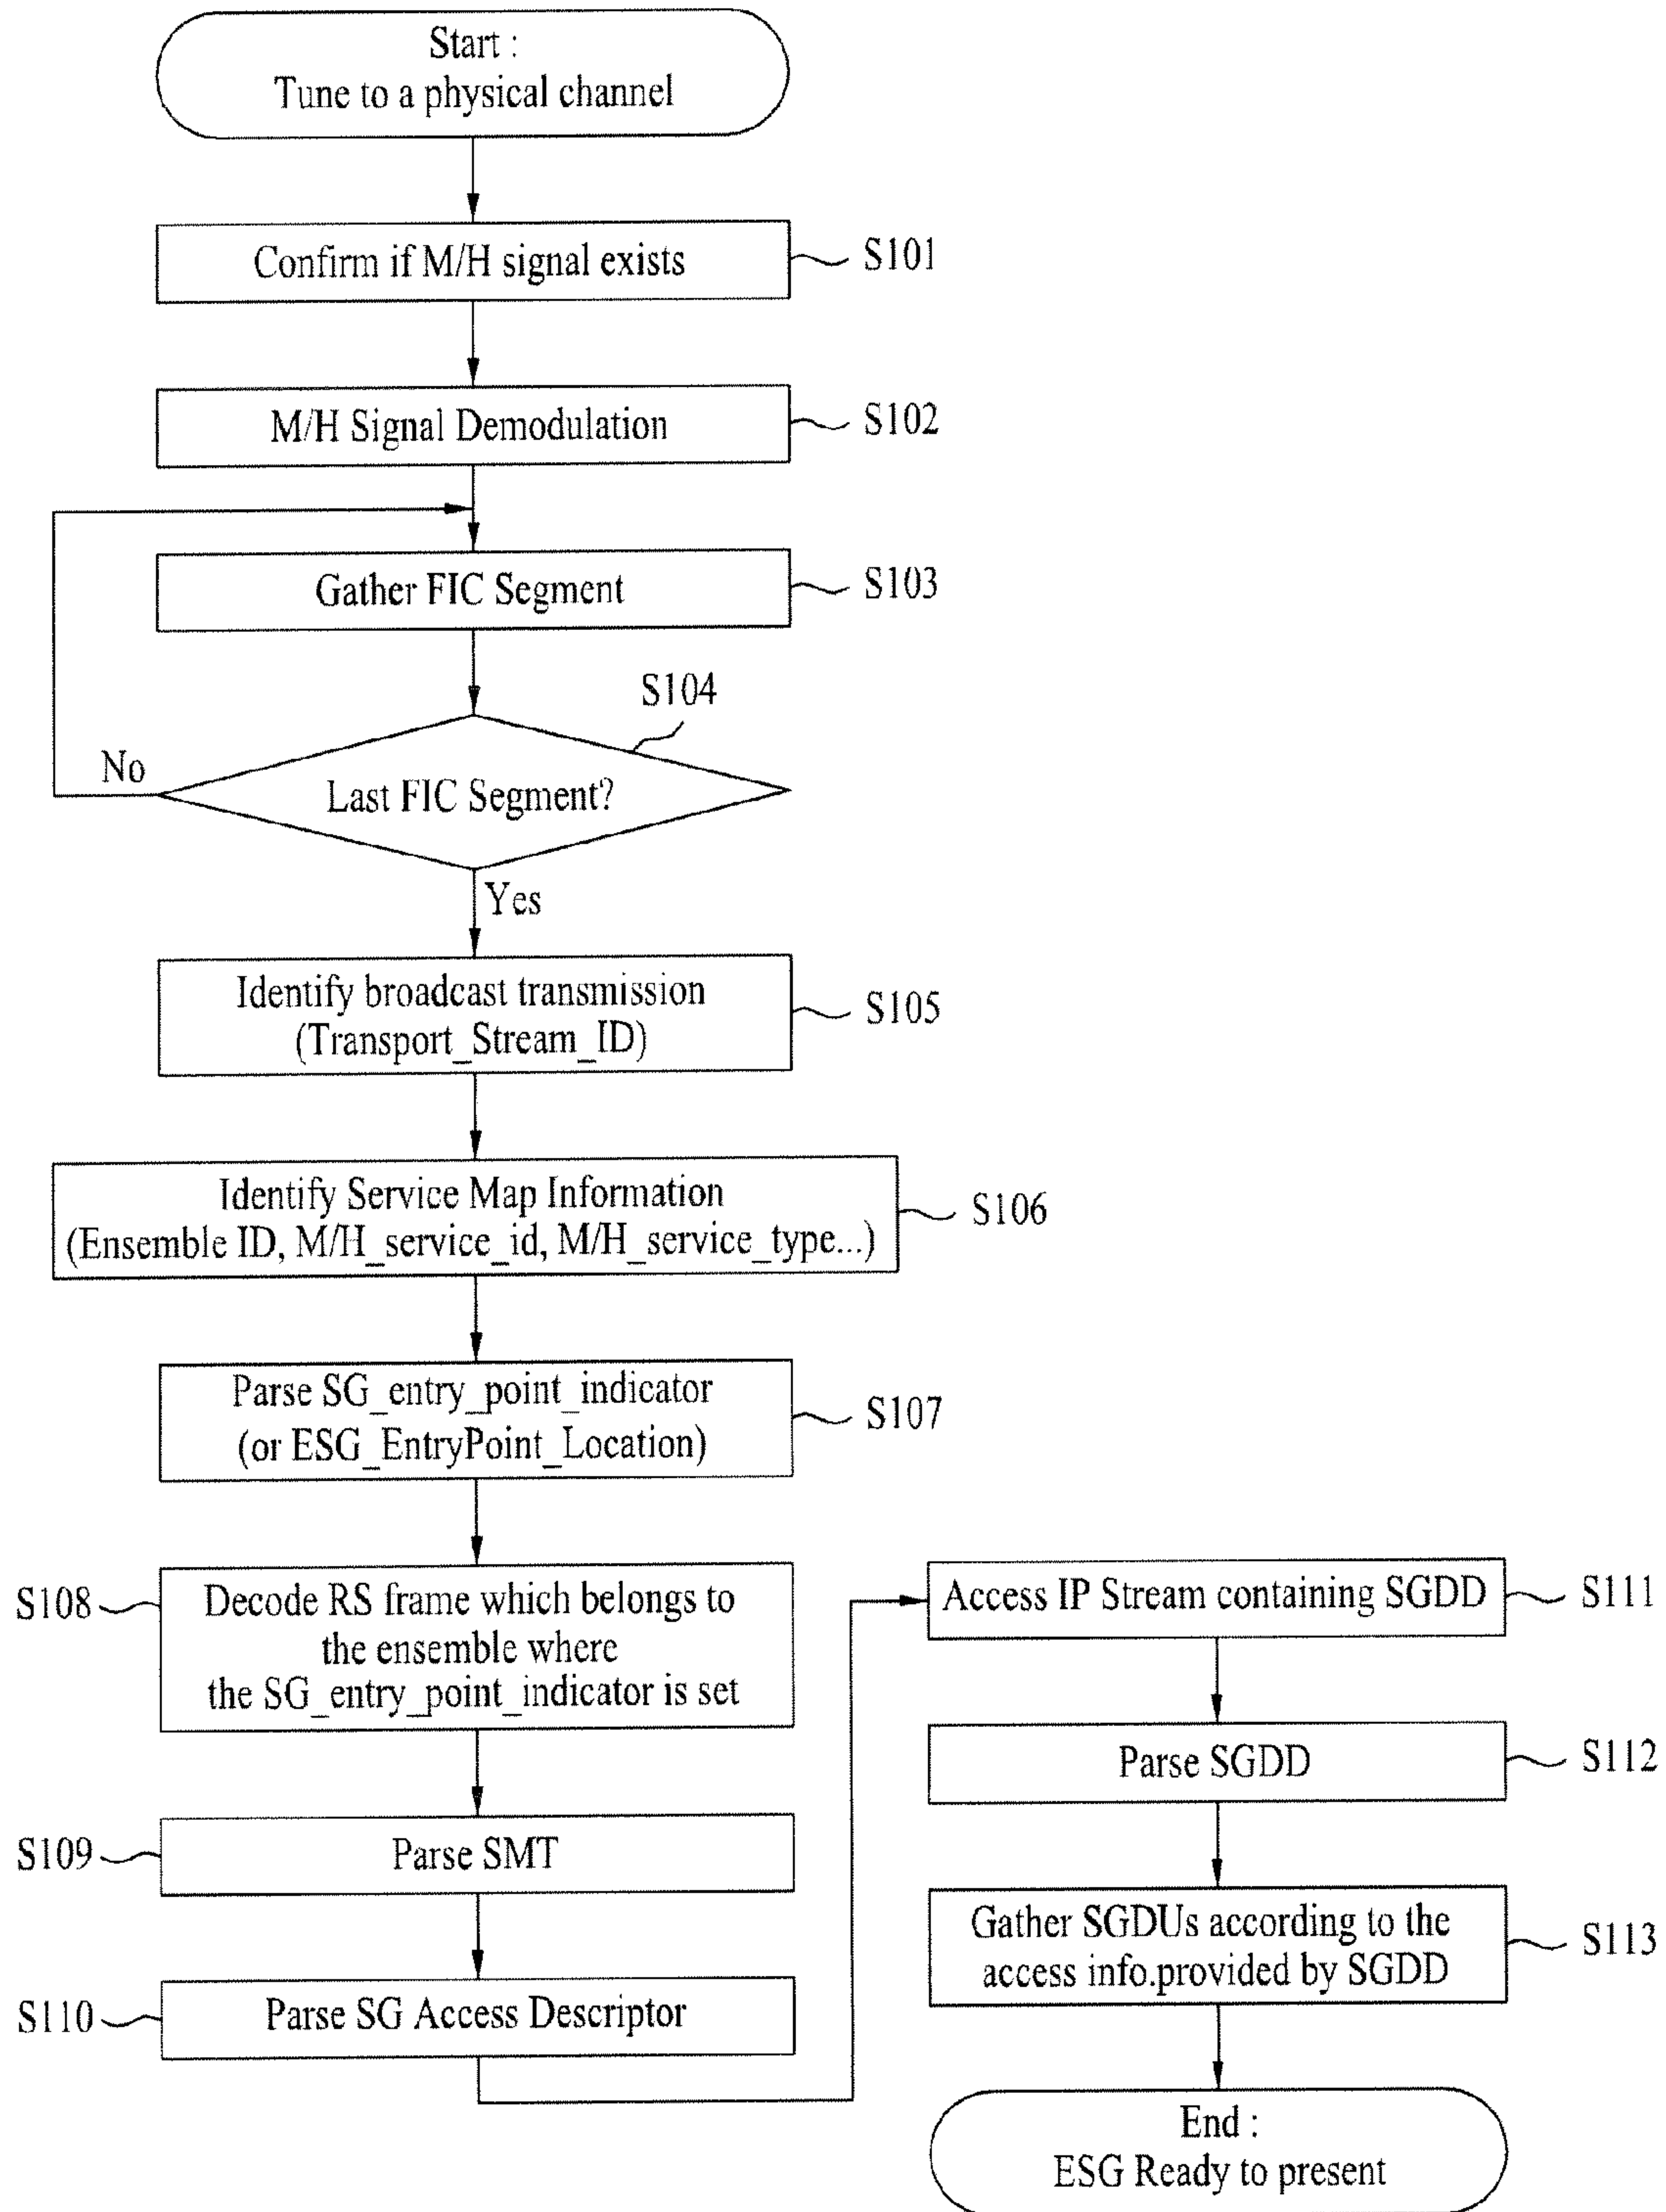 Start :
Tune to a physical channel
Confirm if M/H signal exists
S101
M/H Signal Demodulation
S102
Gather FIC Segment
S103
S104
No
Last FIC Segment?
Yes
Identify broadcast transmission
(Transport_Stream_ID)
S105
Identify Service Map Information
(Ensemble ID, M/H_service_id, M/H_service_type...)
S106
Parse SG_entry_point_indicator
(or ESG_EntryPoint_Location)
S107
S108
Decode RS frame which belongs to
the ensemble where
the SG_entry_point_indicator is set
S109
Parse SMT
S110
Parse SG Access Descriptor
Access IP Stream containing SGDD
S111
Parse SGDD
S112
Gather SGDUs according to the
access info.provided by SGDD
S113
End :
ESG Ready to present